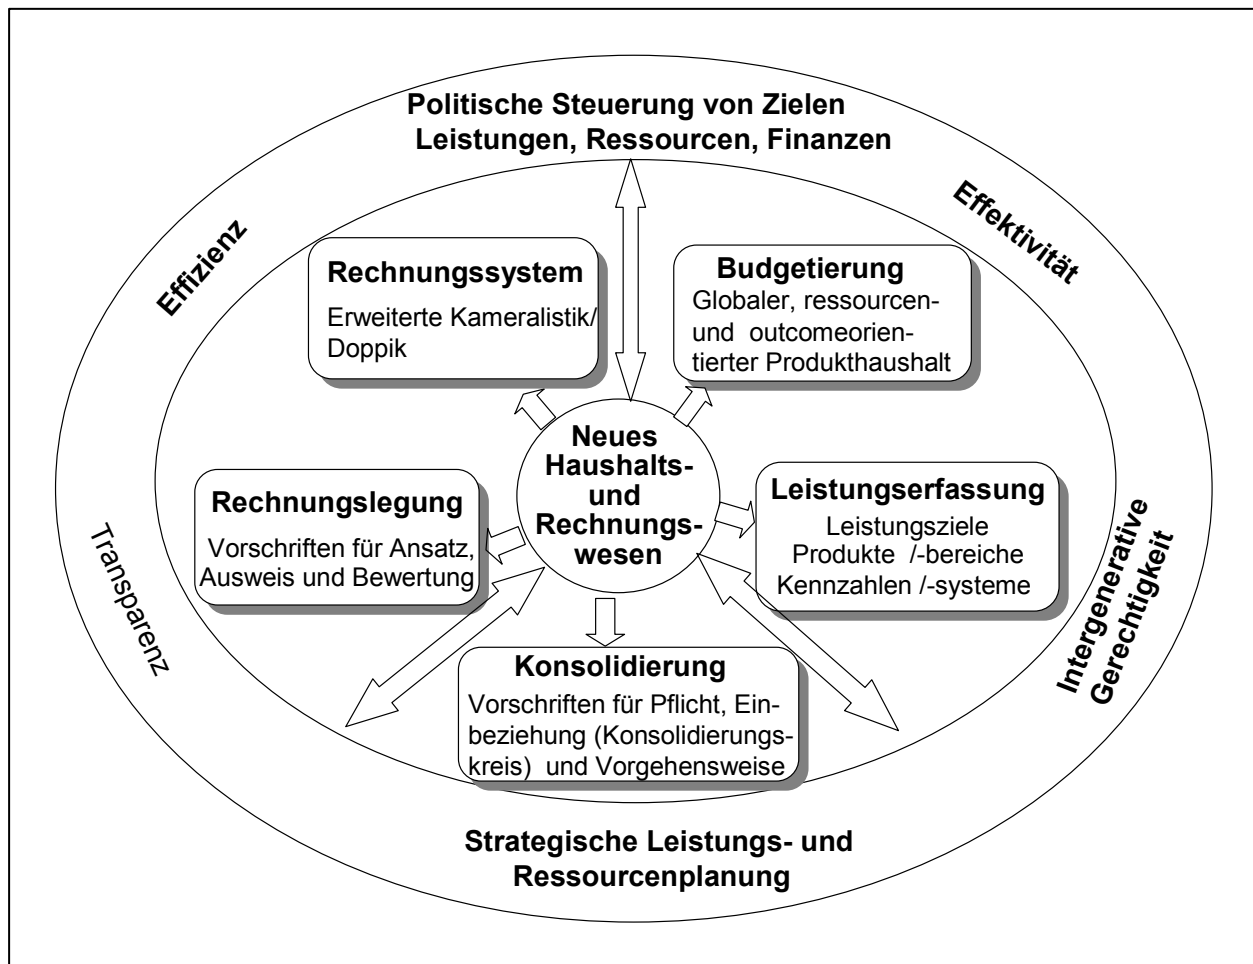 Politische Steuerung von Zielen
Leistungen, Ressourcen, Finanzen
Effizienz
Effektivität
Rechnungssystem
Erweiterte Kameralistik/
Doppik
Budgetierung
Globaler, ressourcen-
und outcomeorien-
tierter Produkthaushalt
Neues
Haushalts-
und
Rechnungs-
wesen
Rechnungslegung
Vorschriften für Ansatz,
Ausweis und Bewertung
Leistungserfassung
Leistungsziele
Produkte /-bereiche
Kennzahlen /-systeme
Transparenz
Intergenerative
Gerechtigkeit
Konsolidierung
Vorschriften für Pflicht, Ein-
beziehung (Konsolidierungs-
kreis) und Vorgehensweise
Strategische Leistungs- und
Ressourcenplanung